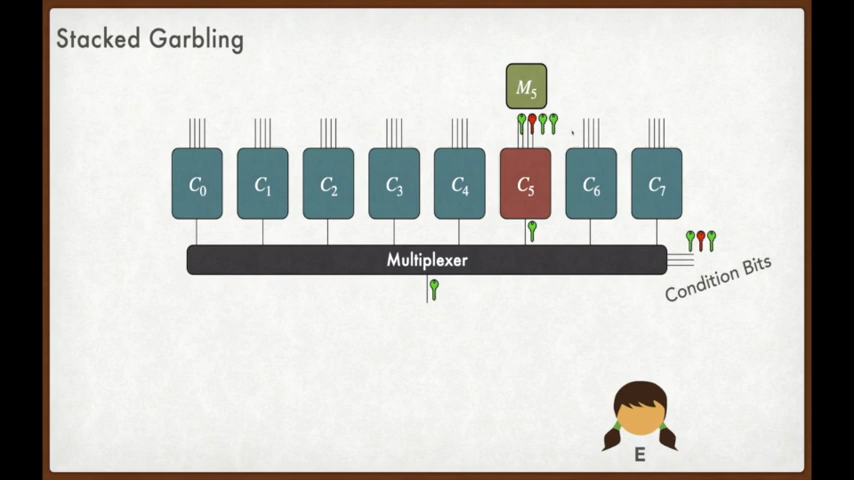 Stacked Garbling
M5
C0 C1 C2 C3 C4 C5 C6 C7
Multiplexer
Condition Bits
E